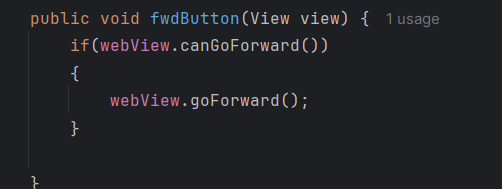 public void fwdButton(View view) { 1 usage
    if(webView.canGoForward())
    {
        webView.goForward();
    }
}